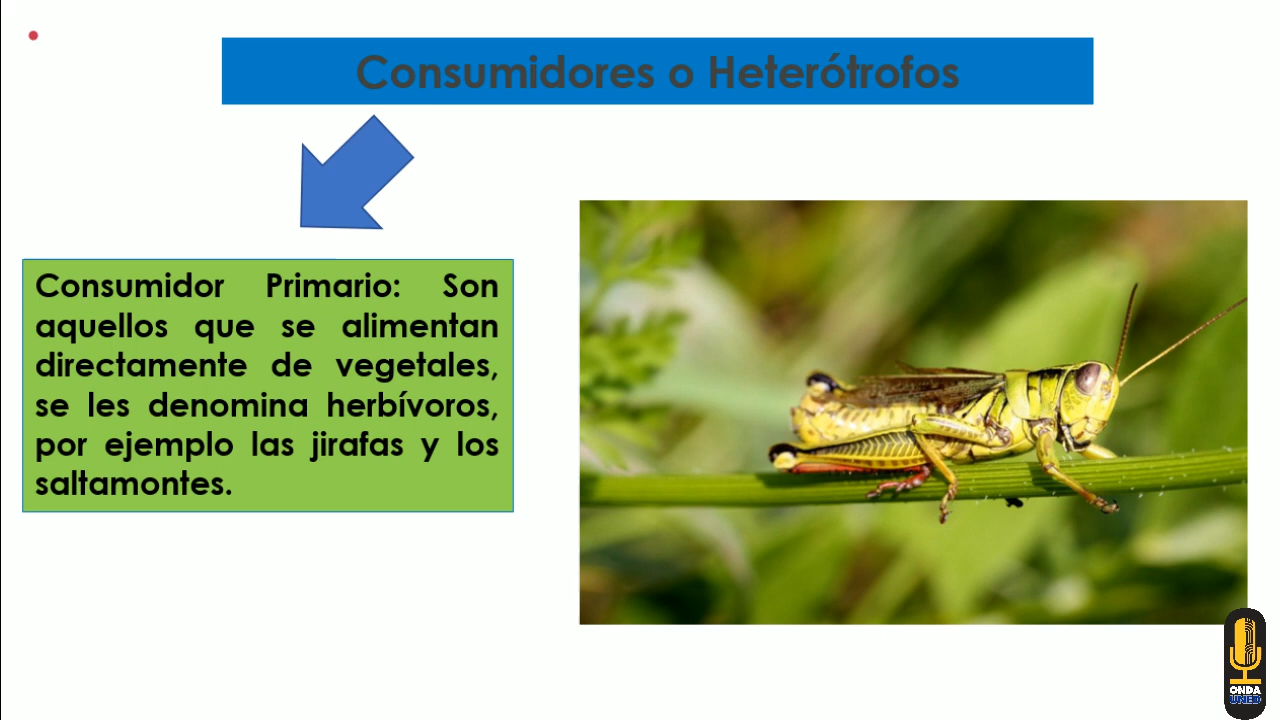 Consumidores o Heterótrofos
Consumidor Primario: Son
aquellos que se alimentan
directamente de vegetales,
se les denomina herbívoros,
por ejemplo las jirafas y los
saltamontes.
ONDA
UNED